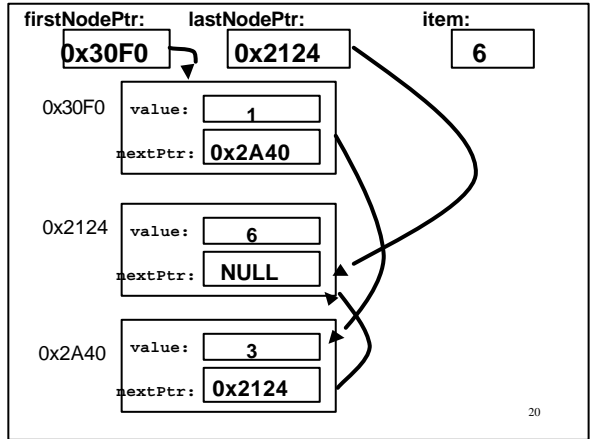 firstNodePtr: lastNodePtr: item:
0x30F0 0x2124 6
0x30F0 value: 1
nextPtr: 0x2A40
0x2124 value: 6
nextPtr: NULL
0x2A40 value: 3
nextPtr: 0x2124
20